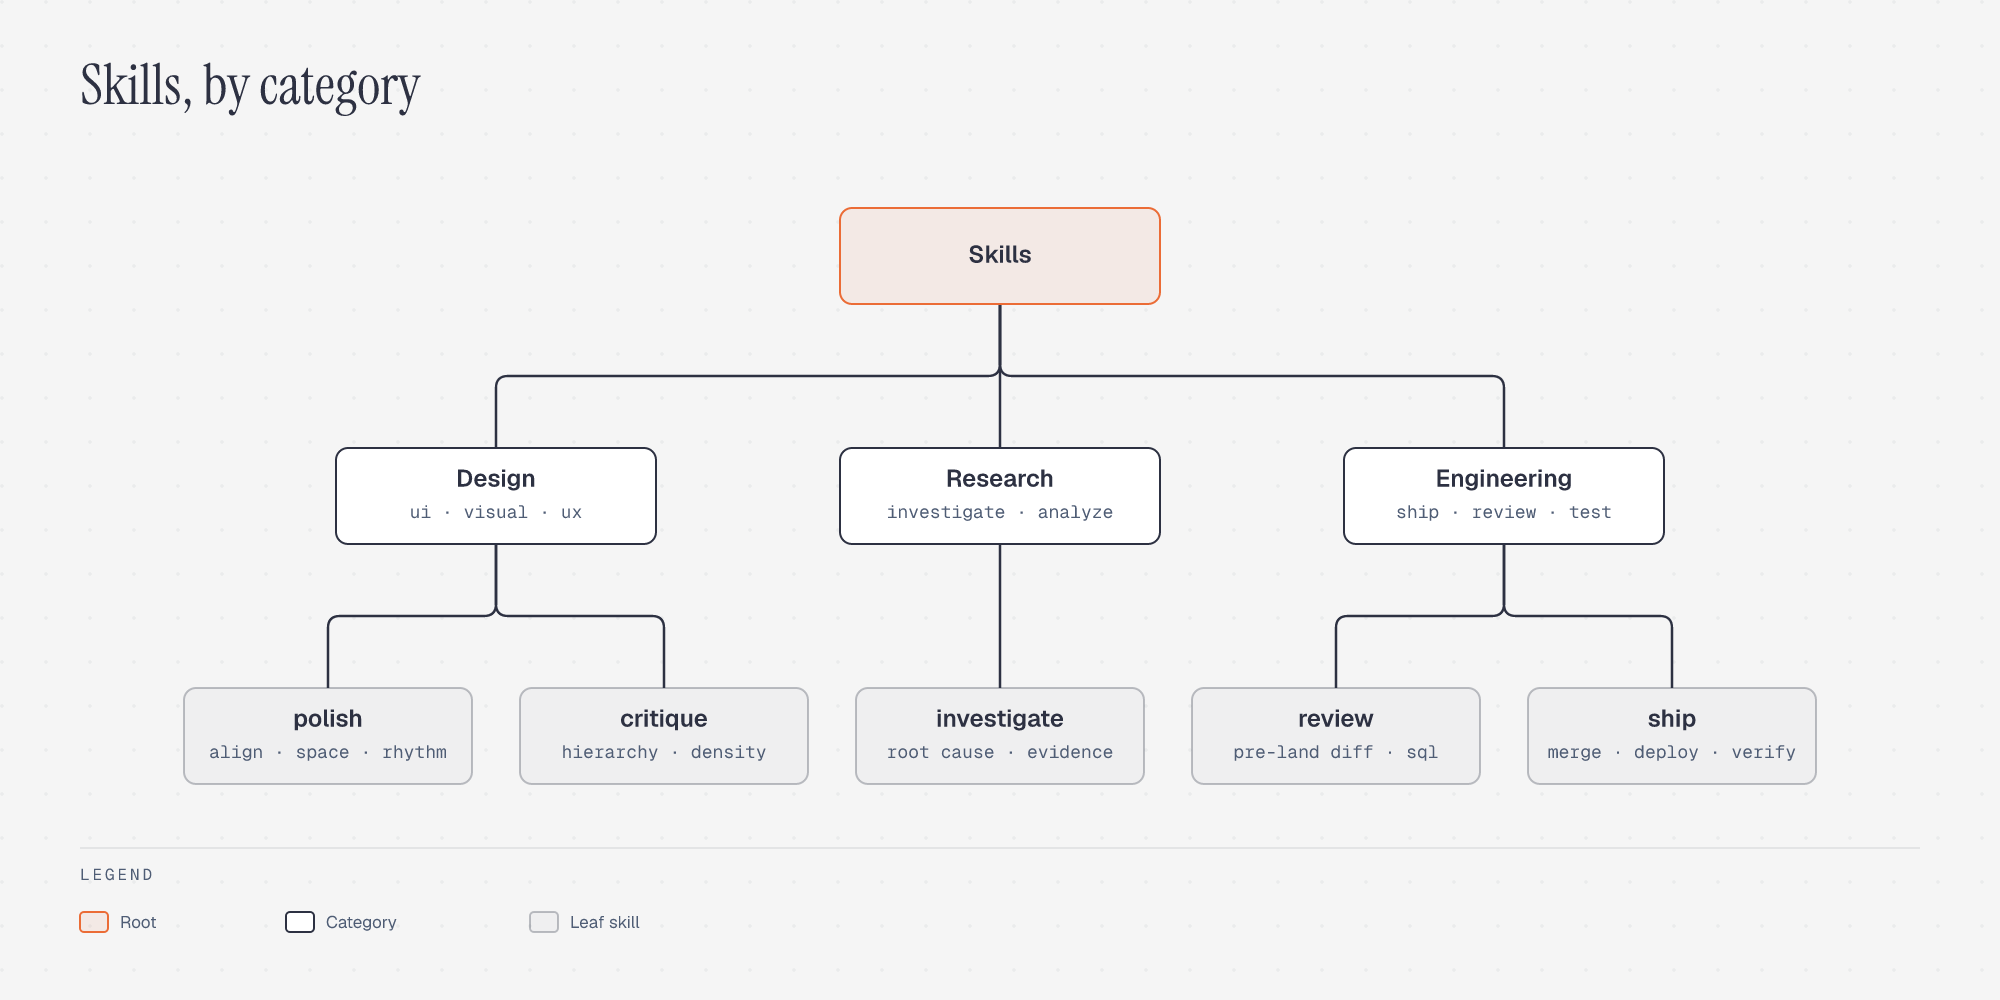 Skills, by category
Skills
Design
ui · visual · ux
Research
investigate · analyze
Engineering
ship · review · test
polish
align · space · rhythm
critique
hierarchy · density
investigate
root cause · evidence
review
pre-land diff · sql
ship
merge · deploy · verify
LEGEND
Root
Category
Leaf skill